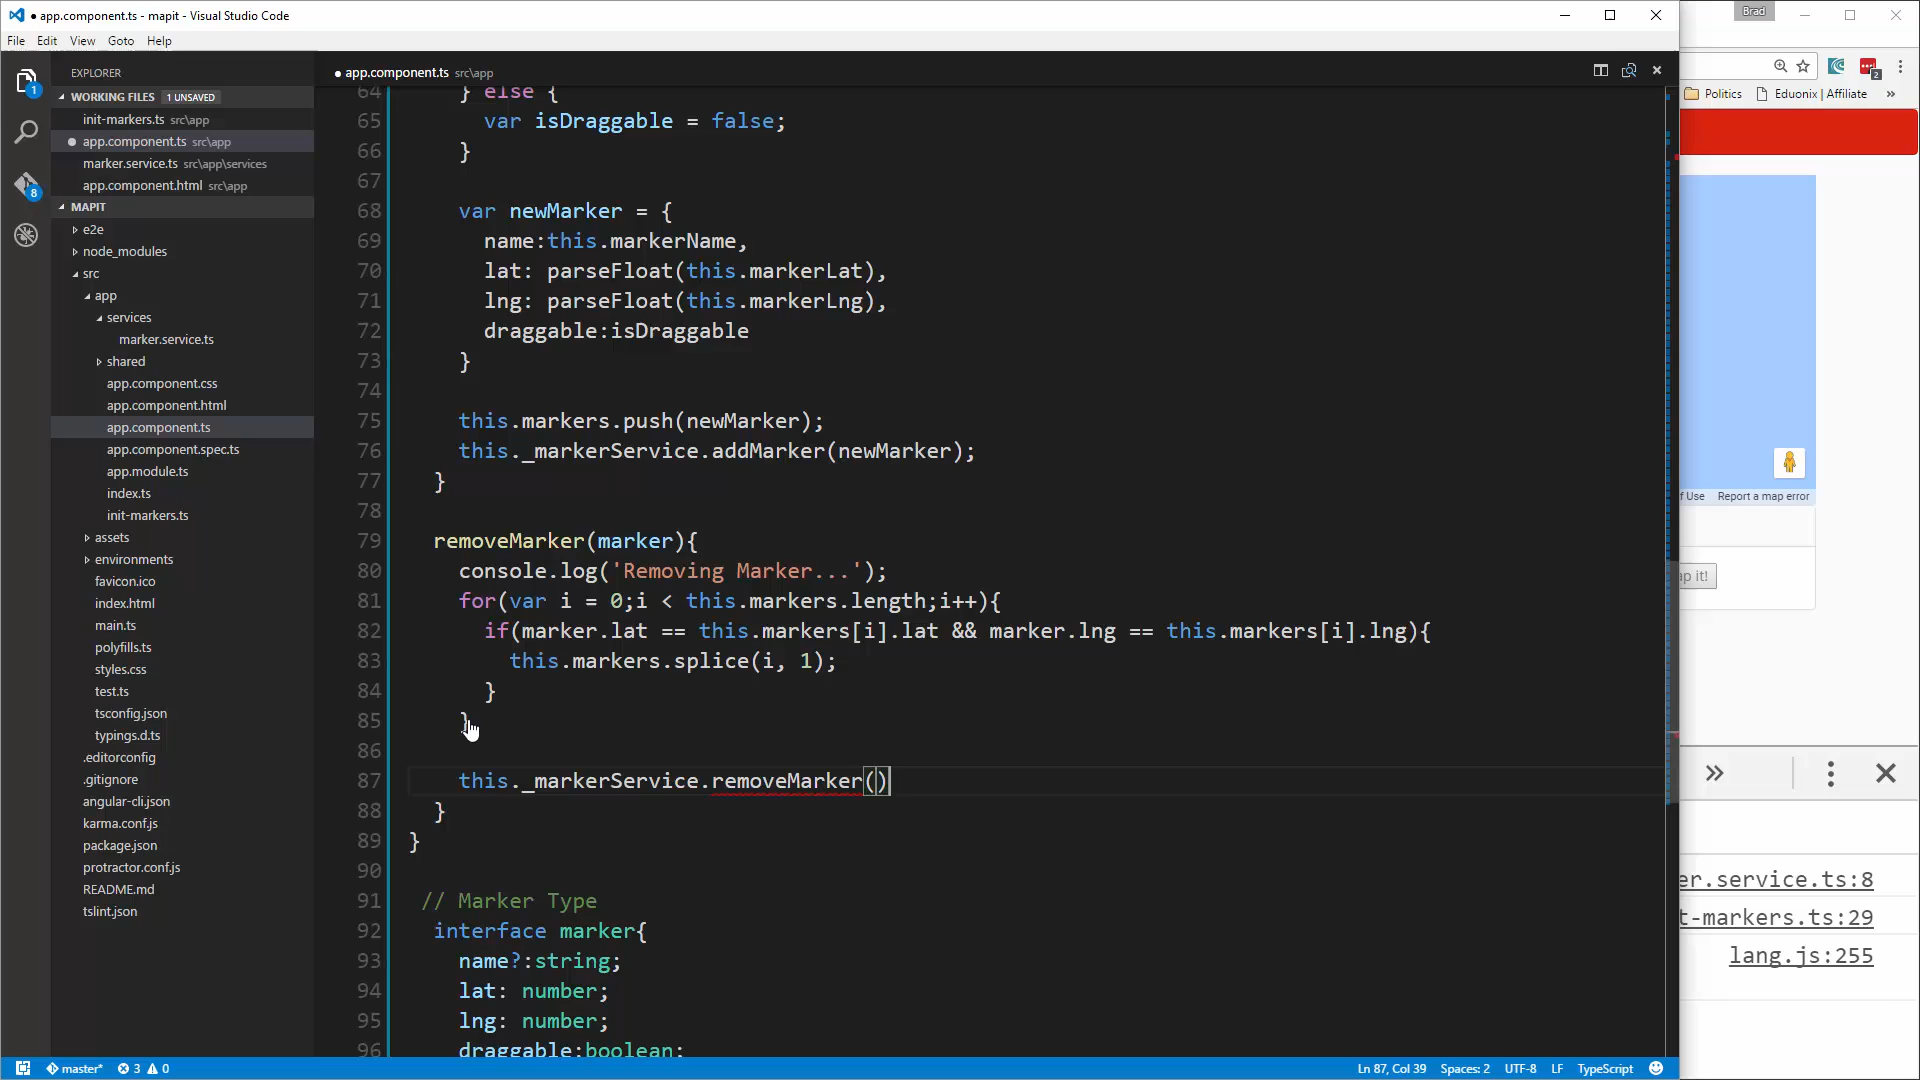 ● app.component.ts - mapit - Visual Studio Code
Brad
File Edit View Goto Help
EXPLORER
● app.component.ts src\app
WORKING FILES 1 UNSAVED
init-markers.ts src\app
● app.component.ts src\app
marker.service.ts src\app\services
app.component.html src\app
MAPIT
e2e
node_modules
src
app
services
marker.service.ts
shared
app.component.css
app.component.html
app.component.ts
app.component.spec.ts
app.module.ts
index.ts
init-markers.ts
assets
environments
favicon.ico
index.html
main.ts
polyfills.ts
styles.css
test.ts
tsconfig.json
typings.d.ts
.editorconfig
.gitignore
angular-cli.json
karma.conf.js
package.json
protractor.conf.js
README.md
tslint.json
1
8
64 } else {
65 var isDraggable = false;
66 }
67
68 var newMarker = {
69 name:this.markerName,
70 lat: parseFloat(this.markerLat),
71 lng: parseFloat(this.markerLng),
72 draggable:isDraggable
73 }
74
75 this.markers.push(newMarker);
76 this._markerService.addMarker(newMarker);
77 }
78
79 removeMarker(marker){
80 console.log('Removing Marker...');
81 for(var i = 0;i < this.markers.length;i++){
82 if(marker.lat == this.markers[i].lat && marker.lng == this.markers[i].lng){
83 this.markers.splice(i, 1);
84 }
85 }
86
87 this._markerService.removeMarker()
88 }
89 }
90
91 // Marker Type
92 interface marker{
93 name?:string;
94 lat: number;
95 lng: number;
96 draggable:boolean;
master* 3 0
Ln 87, Col 39 Spaces: 2 UTF-8 LF TypeScript
2
Politics Eduonix | Affiliate »
f Use Report a map error
ap it!
er.service.ts:8
t-markers.ts:29
lang.js:255